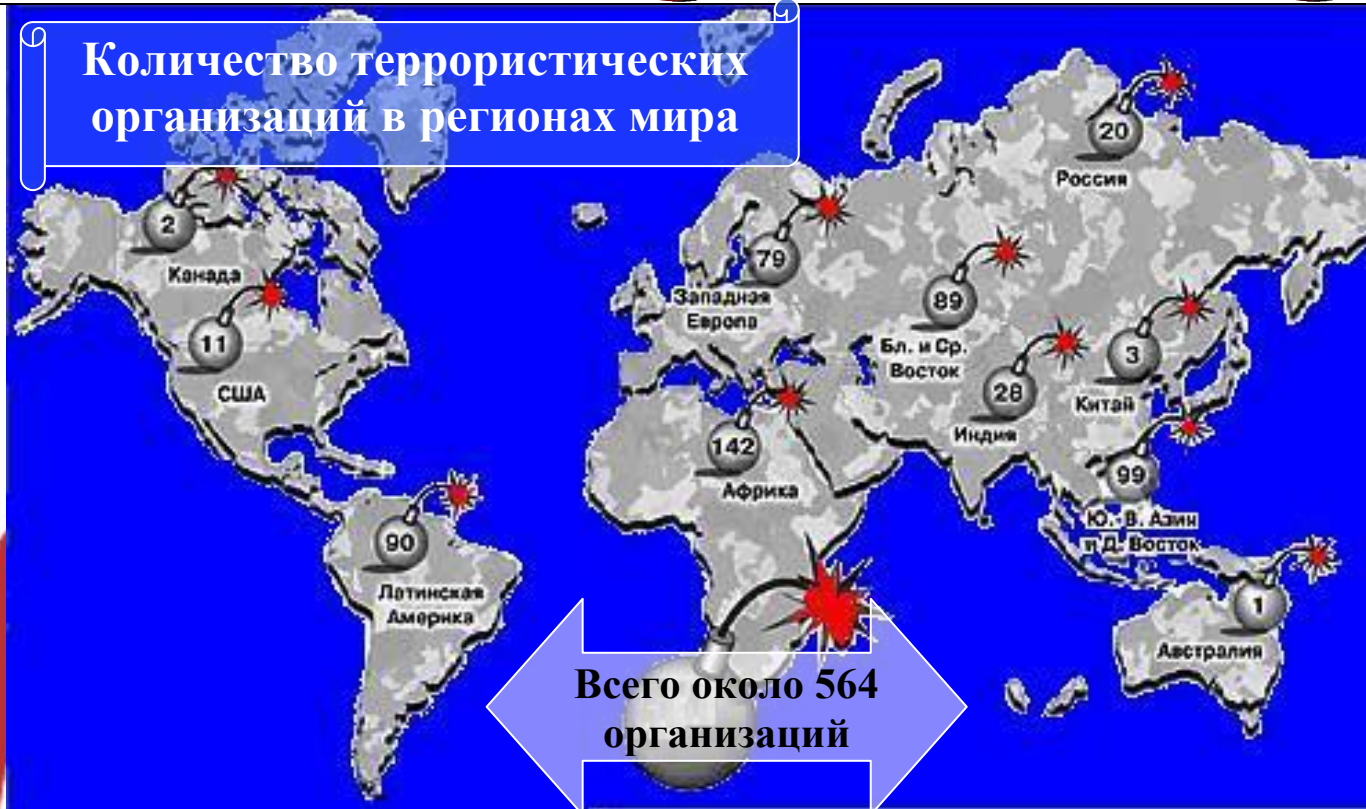 Количество террористических
организаций в регионах мира
20
Россия
2
Канада
79
Западная
Европа
89
Бл. и Ср.
Восток
11
США
3
Китай
28
Индия
142
Африка
99
Ю.-В. Азия
и Д. Восток
90
Латинская
Америка
1
Австралия
Всего около 564
организаций